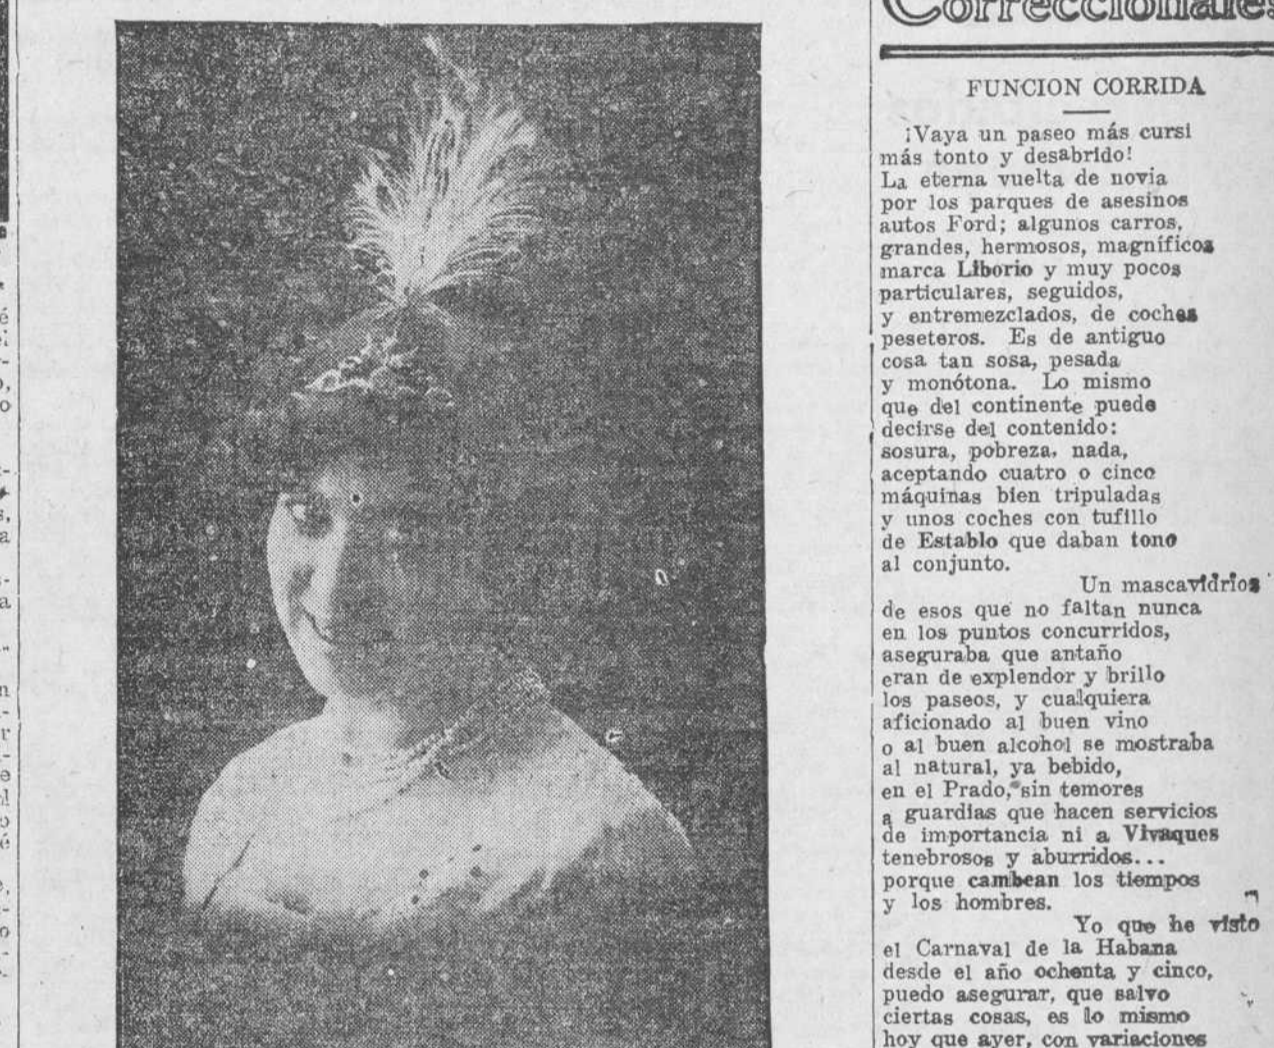 Correccionales
FUNCION CORRIDA
¡Vaya un paseo más cursi
más tonto y desabrido!
La eterna vuelta de novia
por los parques de asesinos
autos Ford; algunos carros,
grandes, hermosos, magníficos
marca Liborio y muy pocos
particulares, seguidos,
y entremezclados, de coches
peseteros. Es de antiguo
cosa tan sosa, pesada
y monótona. Lo mismo
que del continente puede
decirse del contenido:
sosura, pobreza, nada,
aceptando cuatro o cinco
máquinas bien tripuladas
y unos coches con tufillo
de Establo que daban tono
al conjunto.
Un mascavidrios
de esos que no faltan nunca
en los puntos concurridos,
aseguraba que antaño
eran de explendor y brillo
los paseos, y cualquiera
aficionado al buen vino
o al buen alcohol se mostraba
al natural, ya bebido,
en el Prado, sin temores
a guardias que hacen servicios
de importancia ni a Vivaques
tenebrosos y aburridos...
porque cambean los tiempos
y los hombres.
Yo que he visto
el Carnaval de la Habana
desde el año ochenta y cinco,
puedo asegurar, que salvo
ciertas cosas, es lo mismo
hoy que ayer, con variaciones